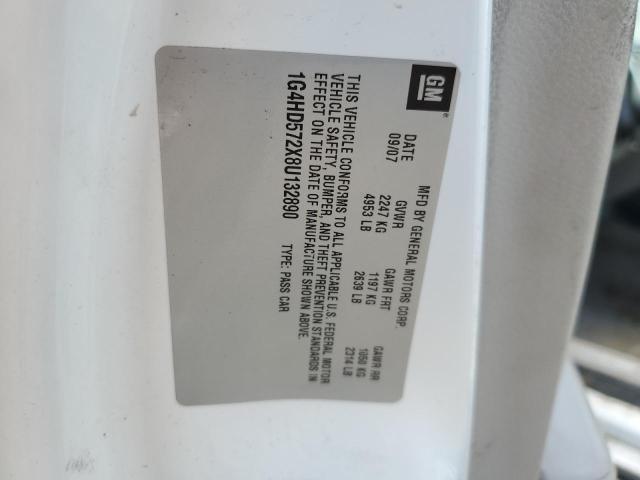 GM
®
MFD BY GENERAL MOTORS CORP.
DATE GVWR GAWR FRT GAWR RR
09/07 2247 KG 1197 KG 1050 KG
4953 LB 2639 LB 2314 LB
THIS VEHICLE CONFORMS TO ALL APPLICABLE U.S. FEDERAL MOTOR
VEHICLE SAFETY, BUMPER, AND THEFT PREVENTION STANDARDS IN
EFFECT ON THE DATE OF MANUFACTURE SHOWN ABOVE.
1G4HD572X8U132890 TYPE: PASS CAR